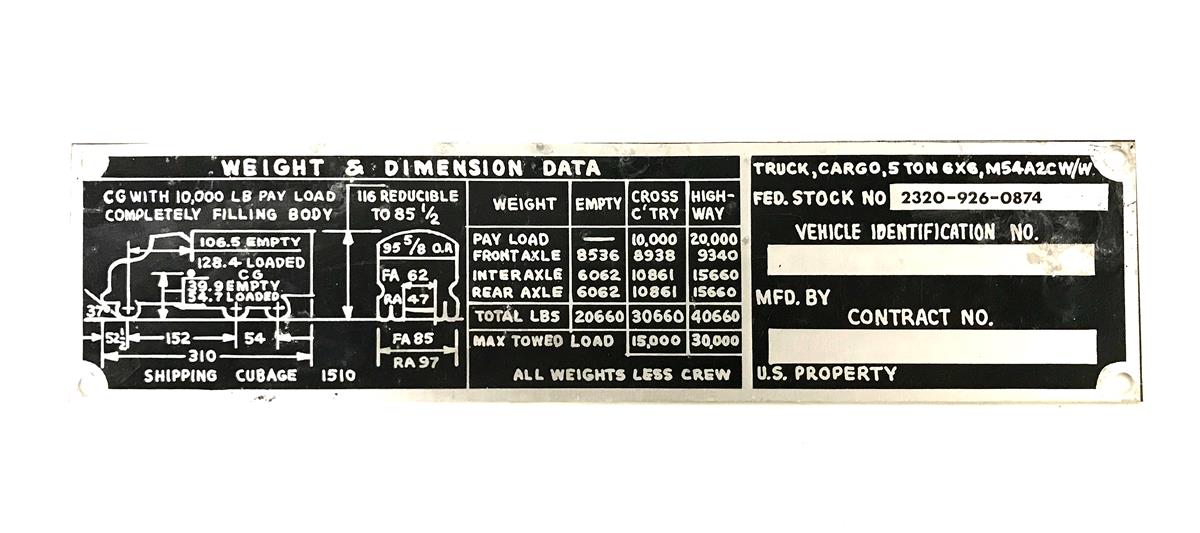 WEIGHT & DIMENSION DATA
CG WITH 10,000 LB PAY LOAD
COMPLETELY FILLING BODY
116 REDUCIBLE
TO 85 1/2
106.5 EMPTY
128.4 LOADED
CG
39.9 EMPTY
54.7 LOADED
37°
52 1/2
152
54
310
SHIPPING CUBAGE 1510
95 5/8 O.A
FA 62
RA 47
FA 85
RA 97
WEIGHT EMPTY CROSS C'TRY HIGH-WAY
PAY LOAD — 10,000 20,000
FRONT AXLE 8536 8938 9340
INTER AXLE 6062 10861 15660
REAR AXLE 6062 10861 15660
TOTAL LBS 20660 30660 40660
MAX TOWED LOAD 15,000 30,000
ALL WEIGHTS LESS CREW
TRUCK, CARGO, 5 TON 6X6, M54A2C W/W.
FED. STOCK NO 2320-926-0874
VEHICLE IDENTIFICATION NO.
MFD. BY
CONTRACT NO.
U.S. PROPERTY